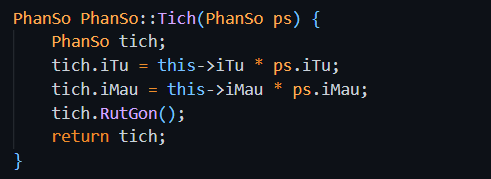 PhanSo PhanSo::Tich(PhanSo ps) {
    PhanSo tich;
    tich.iTu = this->iTu * ps.iTu;
    tich.iMau = this->iMau * ps.iMau;
    tich.RutGon();
    return tich;
}